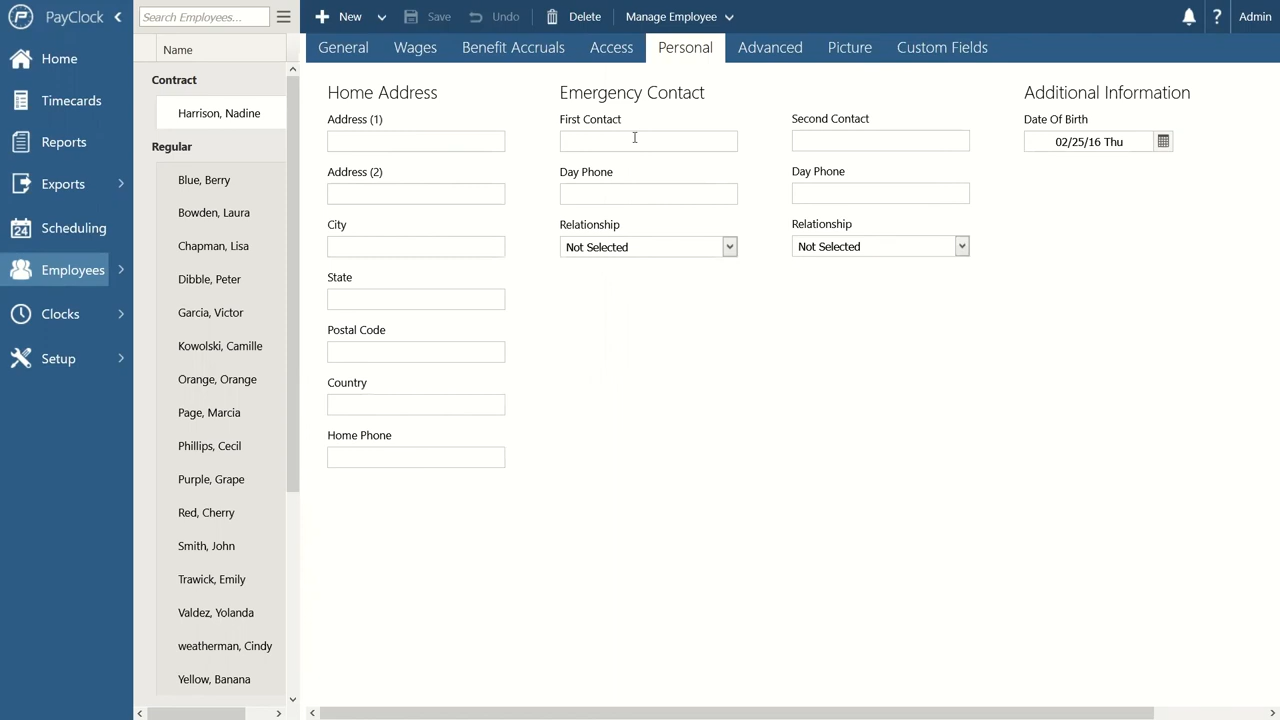 PayClock
Home
Timecards
Reports
Exports
24
Scheduling
Employees
Clocks
Setup
Search Employees...
Name
Contract
Harrison, Nadine
Regular
Blue, Berry
Bowden, Laura
Chapman, Lisa
Dibble, Peter
Garcia, Victor
Kowolski, Camille
Orange, Orange
Page, Marcia
Phillips, Cecil
Purple, Grape
Red, Cherry
Smith, John
Trawick, Emily
Valdez, Yolanda
weatherman, Cindy
Yellow, Banana
New Save Undo Delete Manage Employee ? Admin
General Wages Benefit Accruals Access Personal Advanced Picture Custom Fields
Home Address
Address (1)
Address (2)
City
State
Postal Code
Country
Home Phone
Emergency Contact
First Contact
Day Phone
Relationship
Not Selected
Second Contact
Day Phone
Relationship
Not Selected
Additional Information
Date Of Birth
02/25/16 Thu